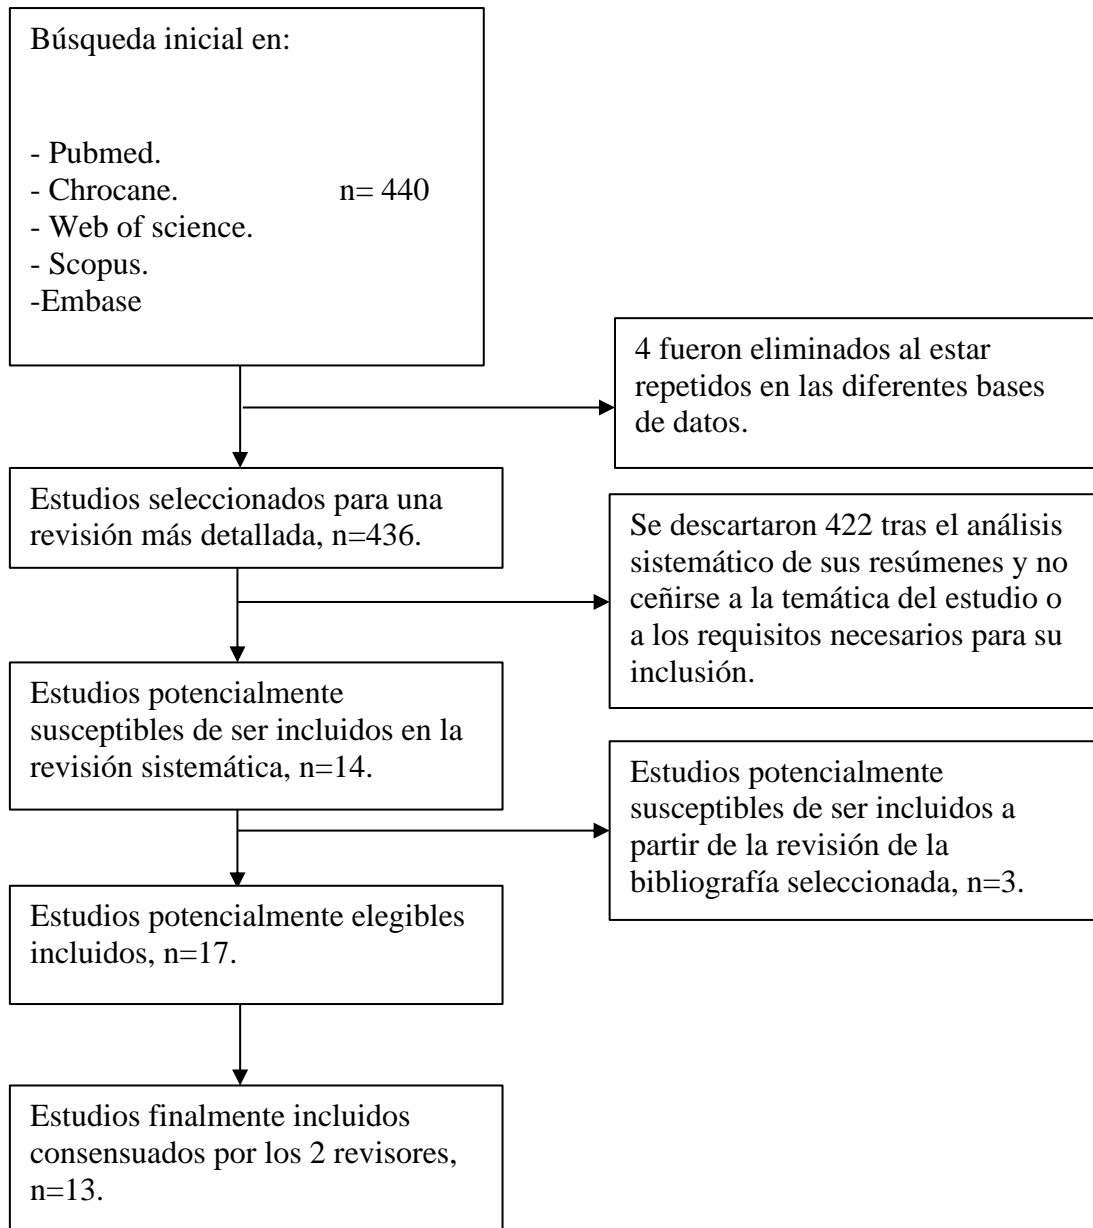 Búsqueda inicial en:
- Pubmed.
- Chrocane. n= 440
- Web of science.
- Scopus.
-Embase
4 fueron eliminados al estar
repetidos en las diferentes bases
de datos.
Estudios seleccionados para una
revisión más detallada, n=436.
Se descartaron 422 tras el análisis
sistemático de sus resúmenes y no
ceñirse a la temática del estudio o
a los requisitos necesarios para su
inclusión.
Estudios potencialmente
susceptibles de ser incluidos en la
revisión sistemática, n=14.
Estudios potencialmente
susceptibles de ser incluidos a
partir de la revisión de la
bibliografía seleccionada, n=3.
Estudios potencialmente elegibles
incluidos, n=17.
Estudios finalmente incluidos
consensuados por los 2 revisores,
n=13.